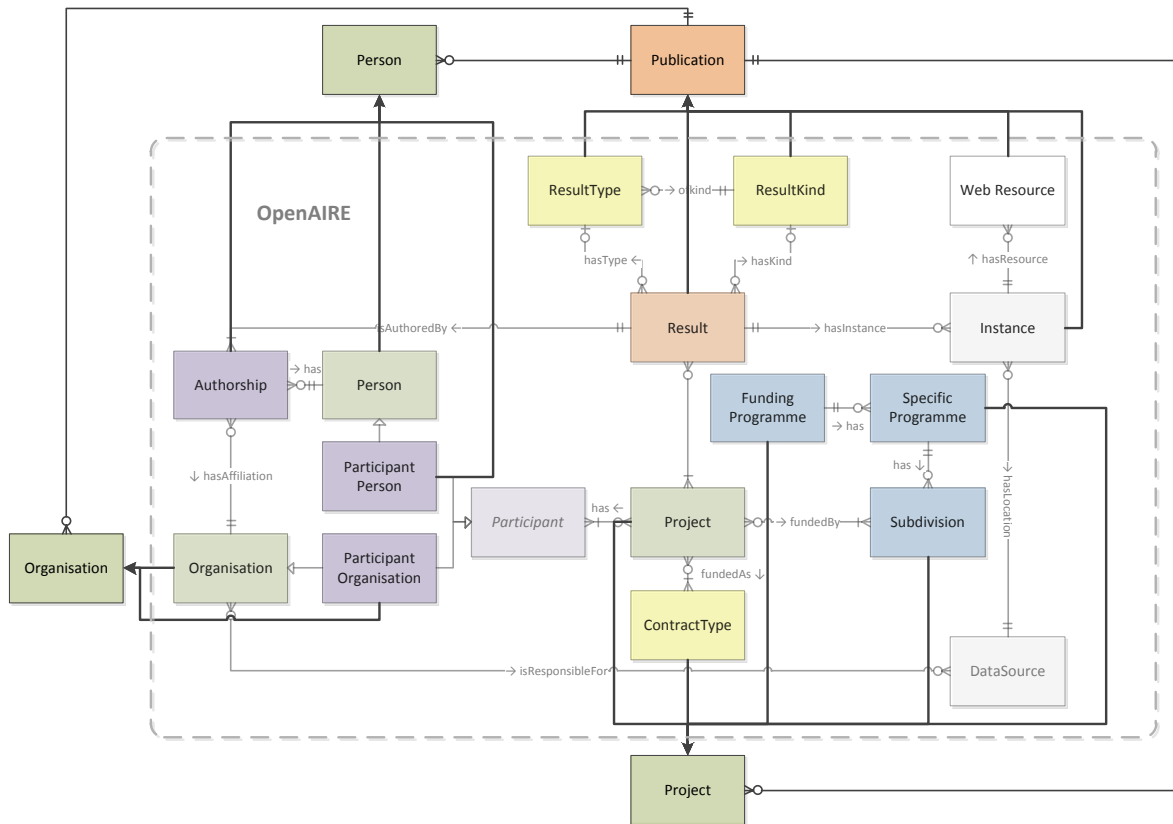 Person
Publication
ResultType
→ ofkind
ResultKind
Web Resource
OpenAIRE
hasType ←
→ hasKind
↑ hasResource
isAuthoredBy ←
Result
→ hasInstance
Instance
Authorship
→ has
Person
Funding
Programme
→ has
Specific
Programme
Participant
Person
↓ hasAffiliation
has ↓
→ hasLocation
Participant
has ←
Project
→ fundedBy
Subdivision
Organisation
Organisation
Participant
Organisation
fundedAs ↓
ContractType
→ isResponsibleFor
DataSource
Project